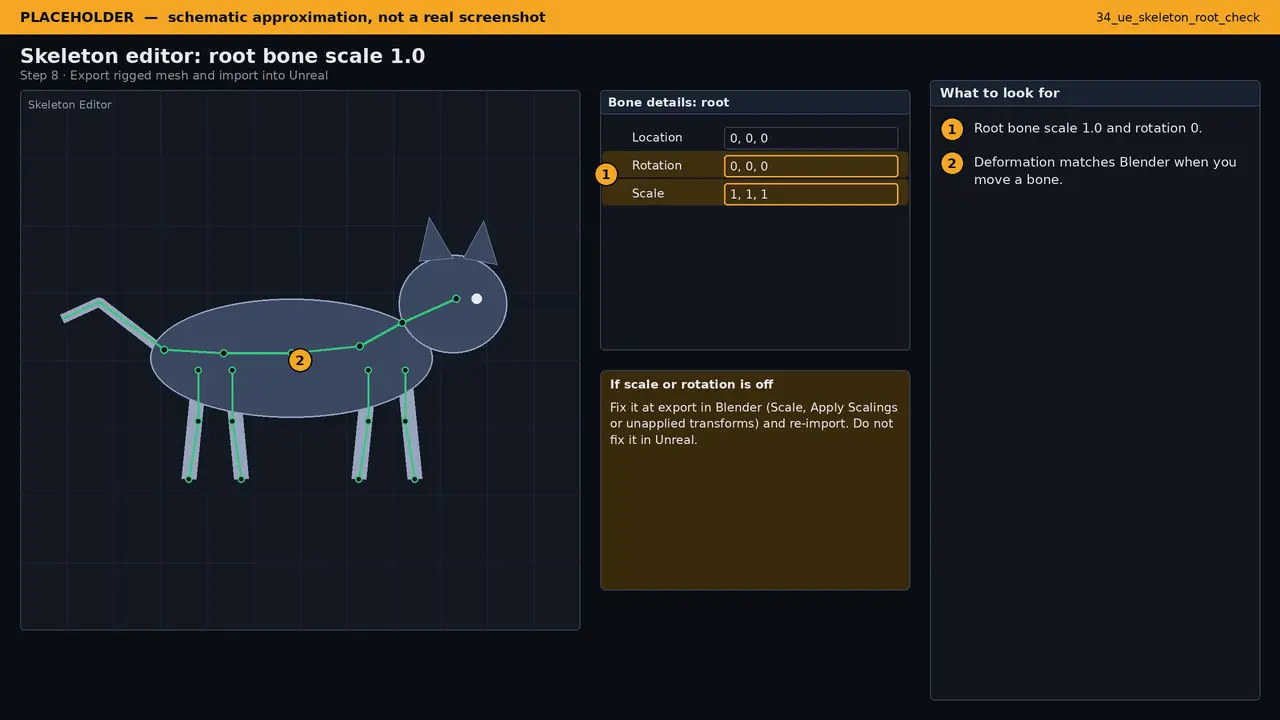 PLACEHOLDER — schematic approximation, not a real screenshot
34_ue_skeleton_root_check
Skeleton editor: root bone scale 1.0
Step 8 · Export rigged mesh and import into Unreal
Skeleton Editor
2
Bone details: root
Location 0, 0, 0
1
Rotation 0, 0, 0
Scale 1, 1, 1
If scale or rotation is off
Fix it at export in Blender (Scale, Apply Scalings
or unapplied transforms) and re-import. Do not
fix it in Unreal.
What to look for
1 Root bone scale 1.0 and rotation 0.
2 Deformation matches Blender when you
move a bone.